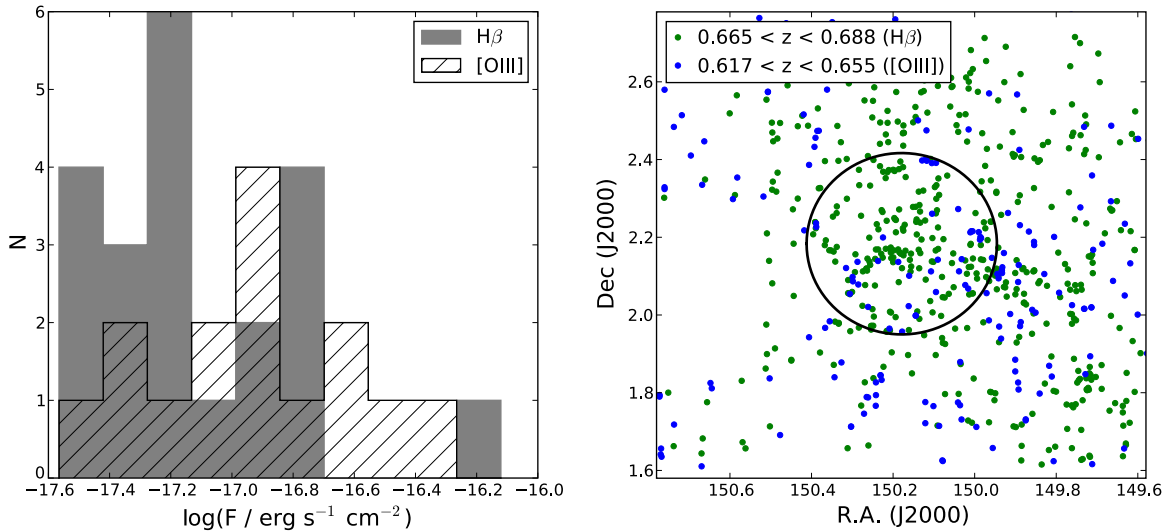 N
6
5
4
3
2
1
0
Hβ
[OIII]
−17.6 −17.4 −17.2 −17.0 −16.8 −16.6 −16.4 −16.2 −16.0
log(F / erg s⁻¹ cm⁻²)
0.665 < z < 0.688 (Hβ)
0.617 < z < 0.655 ([OIII])
Dec (J2000)
2.6
2.4
2.2
2.0
1.8
1.6
150.6 150.4 150.2 150.0 149.8 149.6
R.A. (J2000)